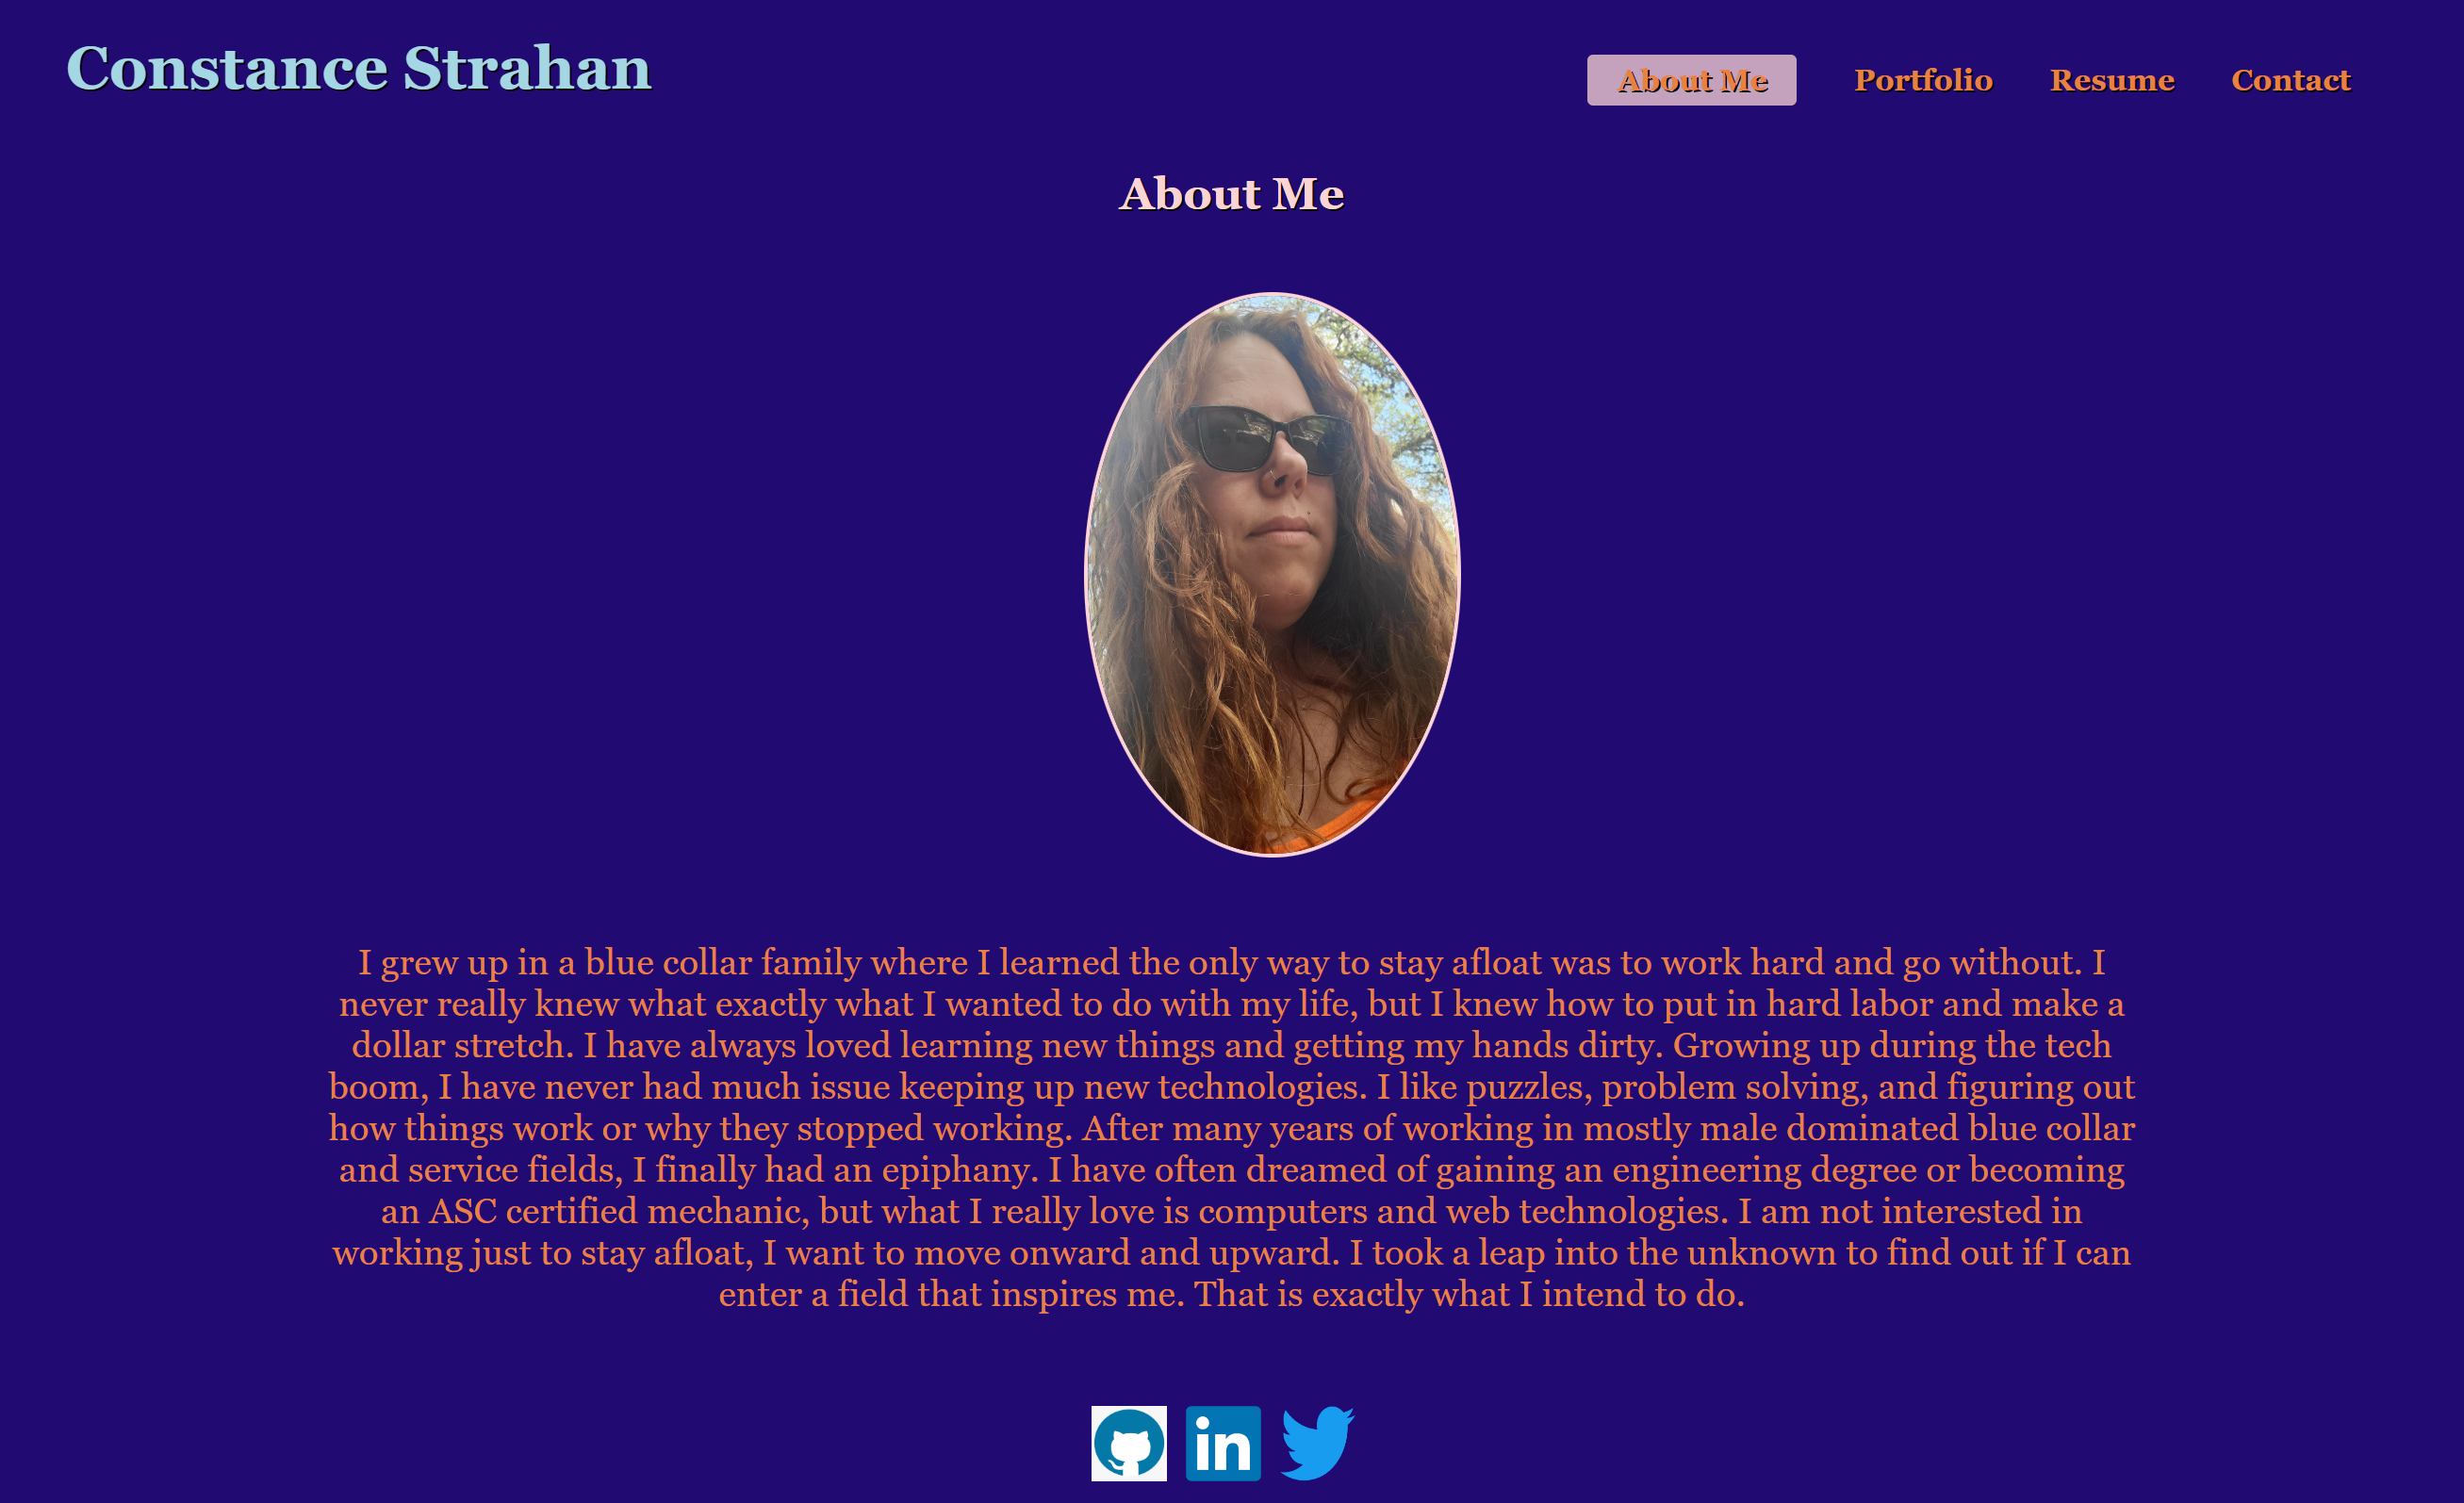 Constance Strahan
About Me
Portfolio
Resume
Contact
About Me
I grew up in a blue collar family where I learned the only way to stay afloat was to work hard and go without. I
never really knew what exactly what I wanted to do with my life, but I knew how to put in hard labor and make a
dollar stretch. I have always loved learning new things and getting my hands dirty. Growing up during the tech
boom, I have never had much issue keeping up new technologies. I like puzzles, problem solving, and figuring out
how things work or why they stopped working. After many years of working in mostly male dominated blue collar
and service fields, I finally had an epiphany. I have often dreamed of gaining an engineering degree or becoming
an ASC certified mechanic, but what I really love is computers and web technologies. I am not interested in
working just to stay afloat, I want to move onward and upward. I took a leap into the unknown to find out if I can
enter a field that inspires me. That is exactly what I intend to do.
in